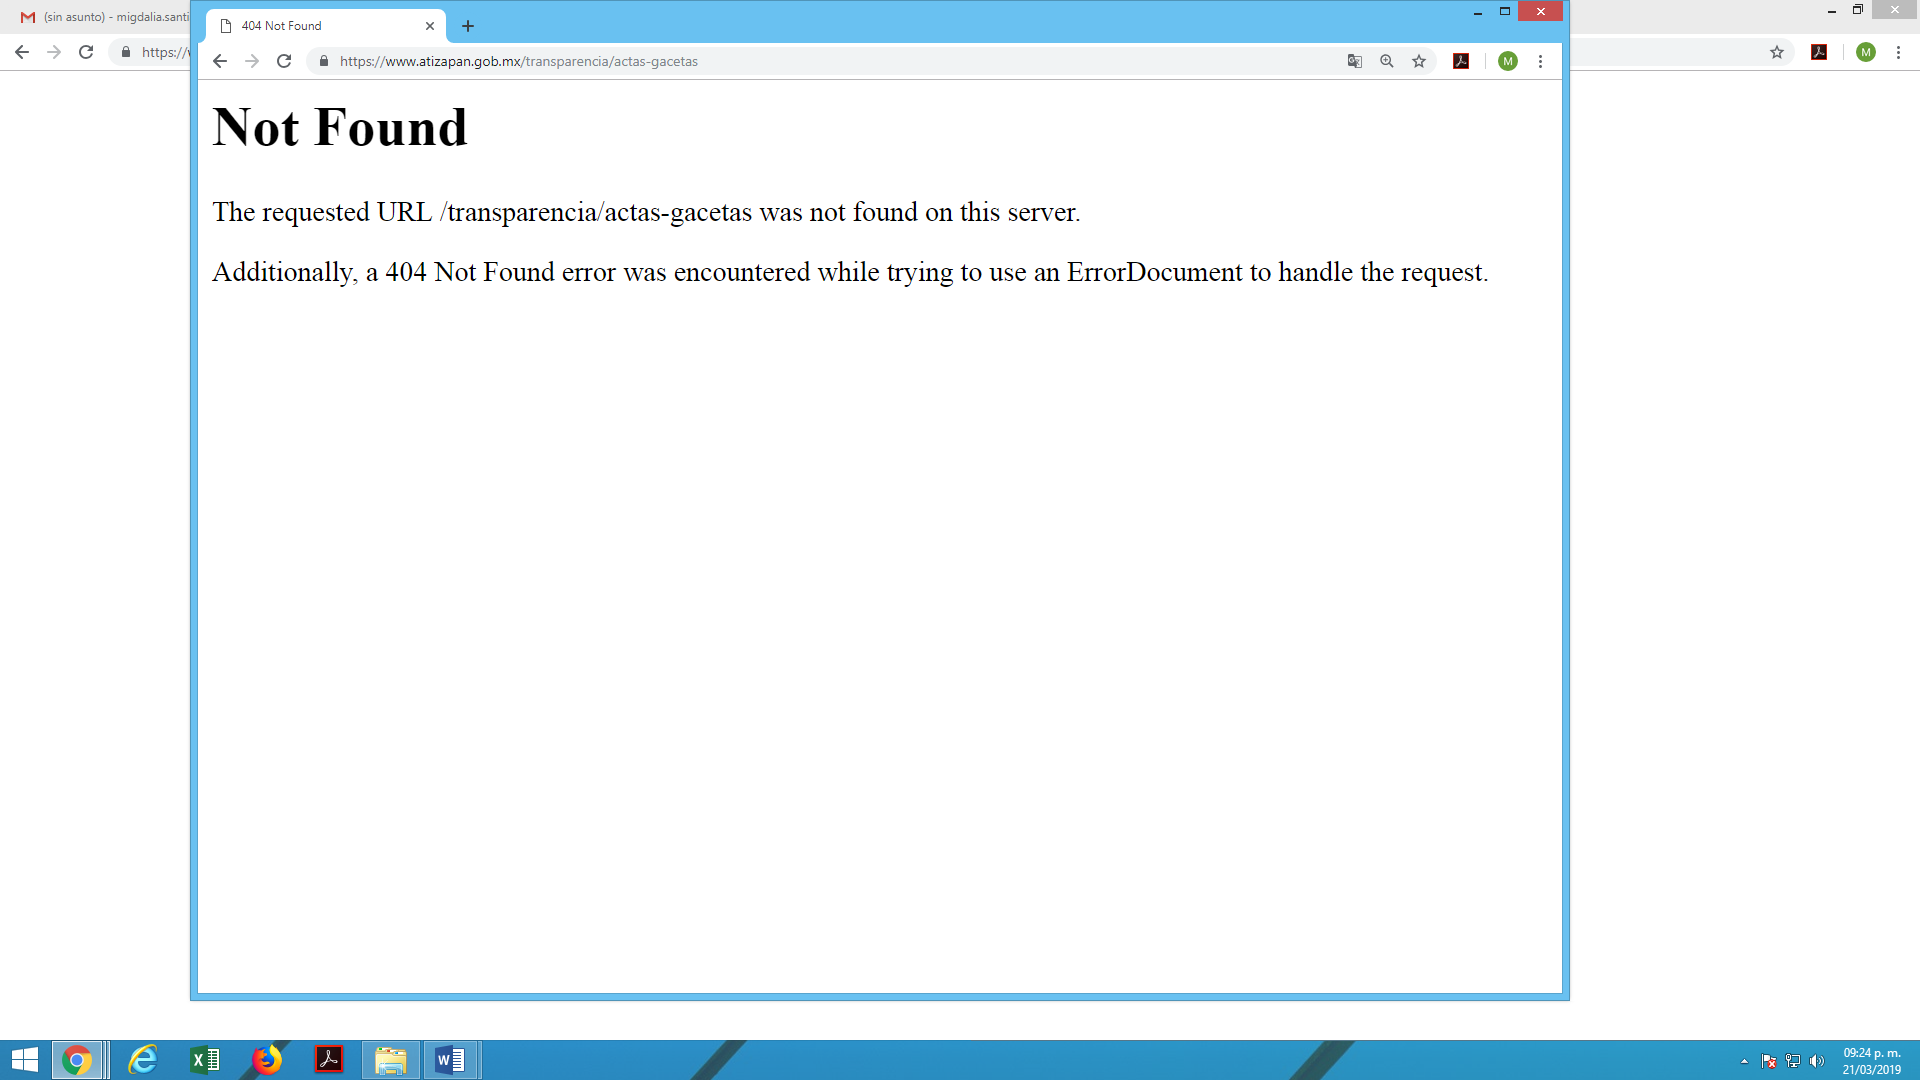 (sin asunto) - migdalia.santi
404 Not Found
https://www.atizapan.gob.mx/transparencia/actas-gacetas
M
https://
M
Not Found
The requested URL /transparencia/actas-gacetas was not found on this server.
Additionally, a 404 Not Found error was encountered while trying to use an ErrorDocument to handle the request.
09:24 p. m.
21/03/2019